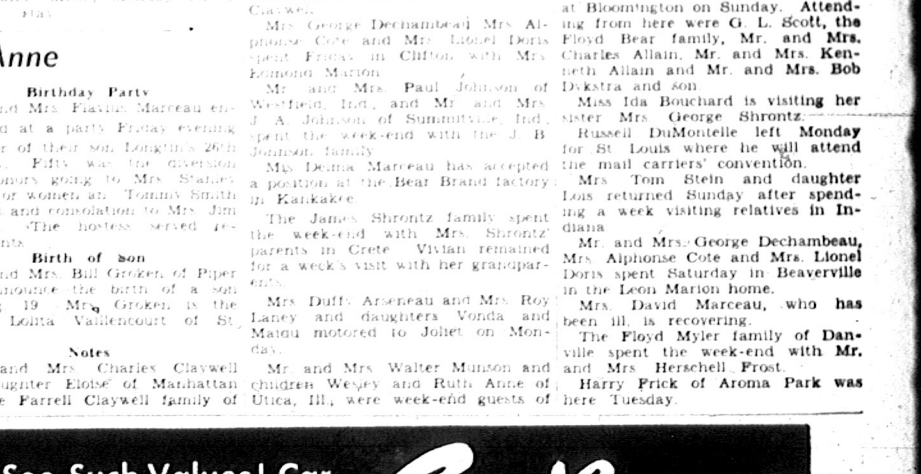 Anne
Birthday Party
nd Mrs. Flavius Marceau en-
d at a party Friday evening
r of their son Longtin's 26th
Fifty was the diversion
onors going to Mrs. Stanley
or women an Tommy Smith
and consolation to Mrs. Jim
The hostess served re-
nts.
Birth of Son
nd Mrs. Bill Groken of Piper
nounce the birth of a son
19 Mrs. Groken is the
Lolita Vaillencourt of St.
Notes
and Mrs. Charles Claywell
ughter Eloise of Manhattan
e Farrell Claywell family of
Claywell.
Mrs. George Dechambeau Mrs. Al-
phonse Cote and Mrs. Lionel Doris
spent Friday in Clifton with Mrs.
Edmond Marion
Mr. and Mrs. Paul Johnson of
Westfield, Ind., and Mr. and Mrs.
J. A. Johnson of Summitville, Ind.,
spent the week-end with the J. B.
Johnson family
Miss Delma Marceau has accepted
a position at the Bear Brand factory
in Kankakee.
The James Shrontz family spent
the week-end with Mrs. Shrontz'
parents in Crete Vivian remained
for a week's visit with her grandpar-
ents.
Mrs. Duffy Arseneau and Mrs. Roy
Laney and daughters Vonda and
motored to Joliet on Mon-
day.
Mr. and Mrs. Walter Munson and
children Wesley and Ruth Anne of
Utica, Ill., were week-end guests of
at Bloomington on Sunday. Attend-
ing from here were G. L. Scott, the
Floyd Bear family, Mr. and Mrs.
Charles Allain, Mr. and Mrs. Ken-
neth Allain and Mr. and Mrs. Bob
Dykstra and son.
Miss Ida Bouchard is visiting her
sister Mrs. George Shrontz.
Russell DuMontelle left Monday
for St. Louis where he will attend
the mail carriers' convention.
Mrs. Tom Stein and daughter
Lois returned Sunday after spend-
ing a week visiting relatives in In-
diana
Mr. and Mrs. George Dechambeau,
Mrs. Alphonse Cote and Mrs. Lionel
Doris spent Saturday in Beaverville
in the Leon Marion home.
Mrs. David Marceau, who has
been ill, is recovering.
The Floyd Myler family of Dan-
ville spent the week-end with Mr.
and Mrs. Herschell Frost.
Harry Frick of Aroma Park was
here Tuesday.
See Such Values! Car